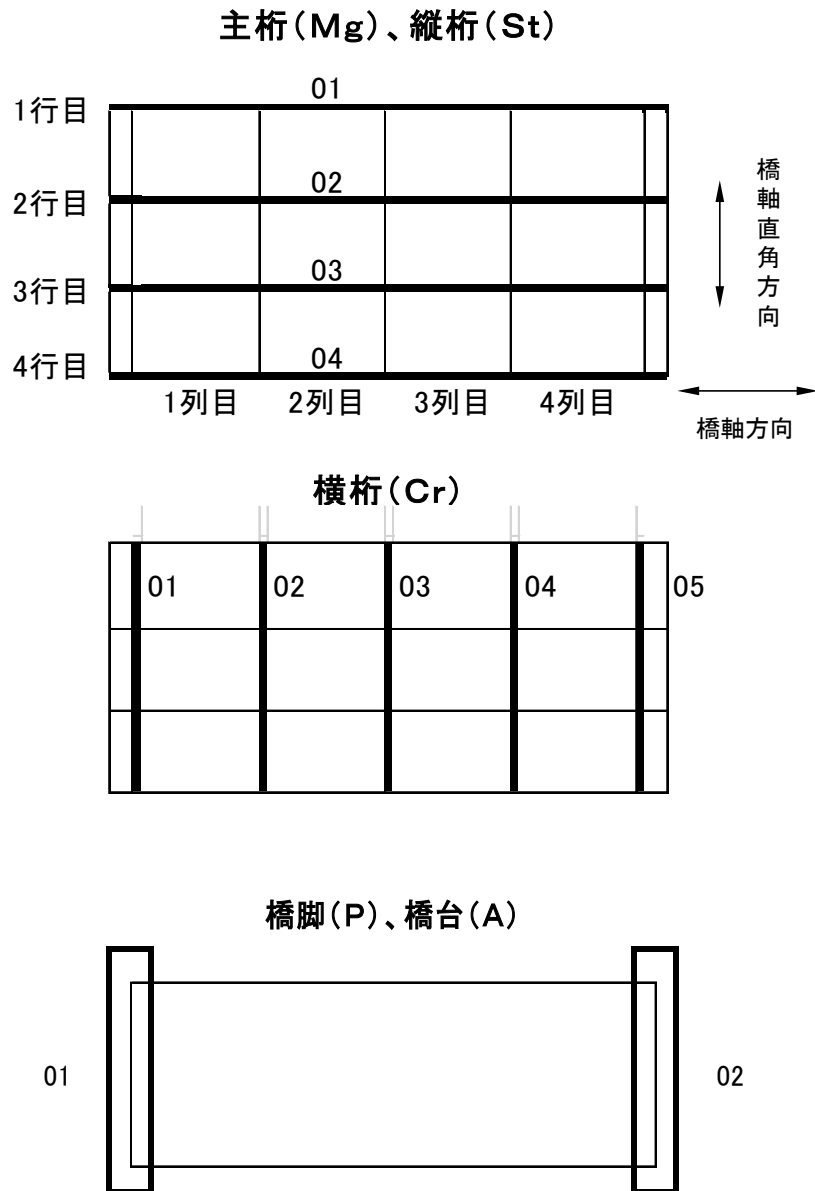 主桁(Mg)、縦桁(St)
01
1行目
02
2行目
03
3行目
04
4行目
1列目 2列目 3列目 4列目
橋軸直角方向
橋軸方向
横桁(Cr)
01 02 03 04 05
橋脚(P)、橋台(A)
01 02